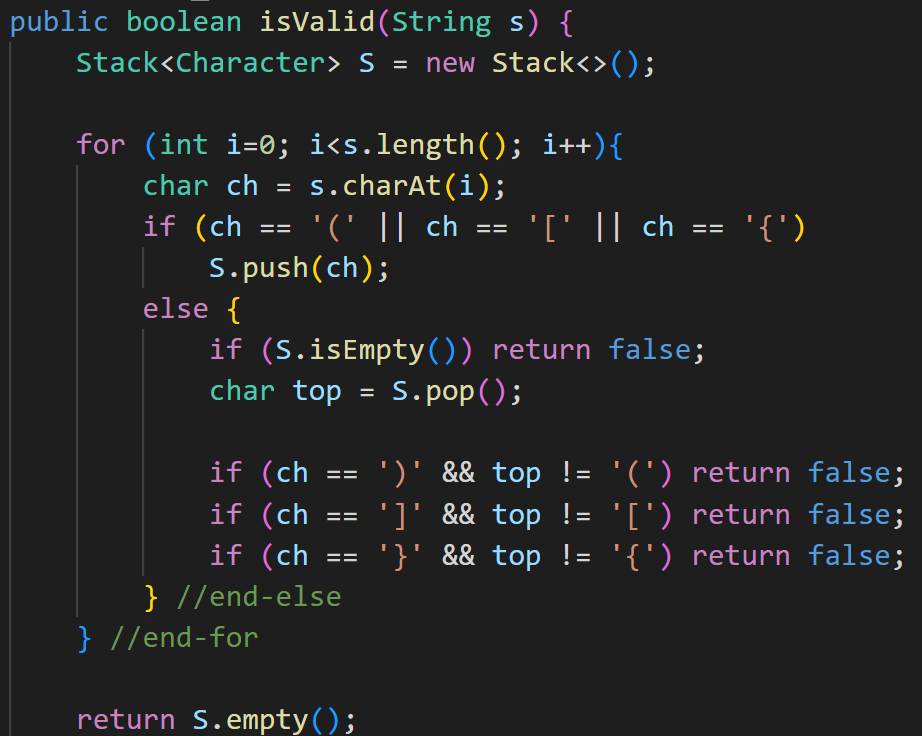 public boolean isValid(String s) {
    Stack<Character> S = new Stack<>();
    for (int i=0; i<s.length(); i++){
        char ch = s.charAt(i);
        if (ch == '(' || ch == '[' || ch == '{')
            S.push(ch);
        else {
            if (S.isEmpty()) return false;
            char top = S.pop();
            if (ch == ')' && top != '(') return false;
            if (ch == ']' && top != '[') return false;
            if (ch == '}' && top != '{') return false;
        } //end-else
    } //end-for
    return S.empty();